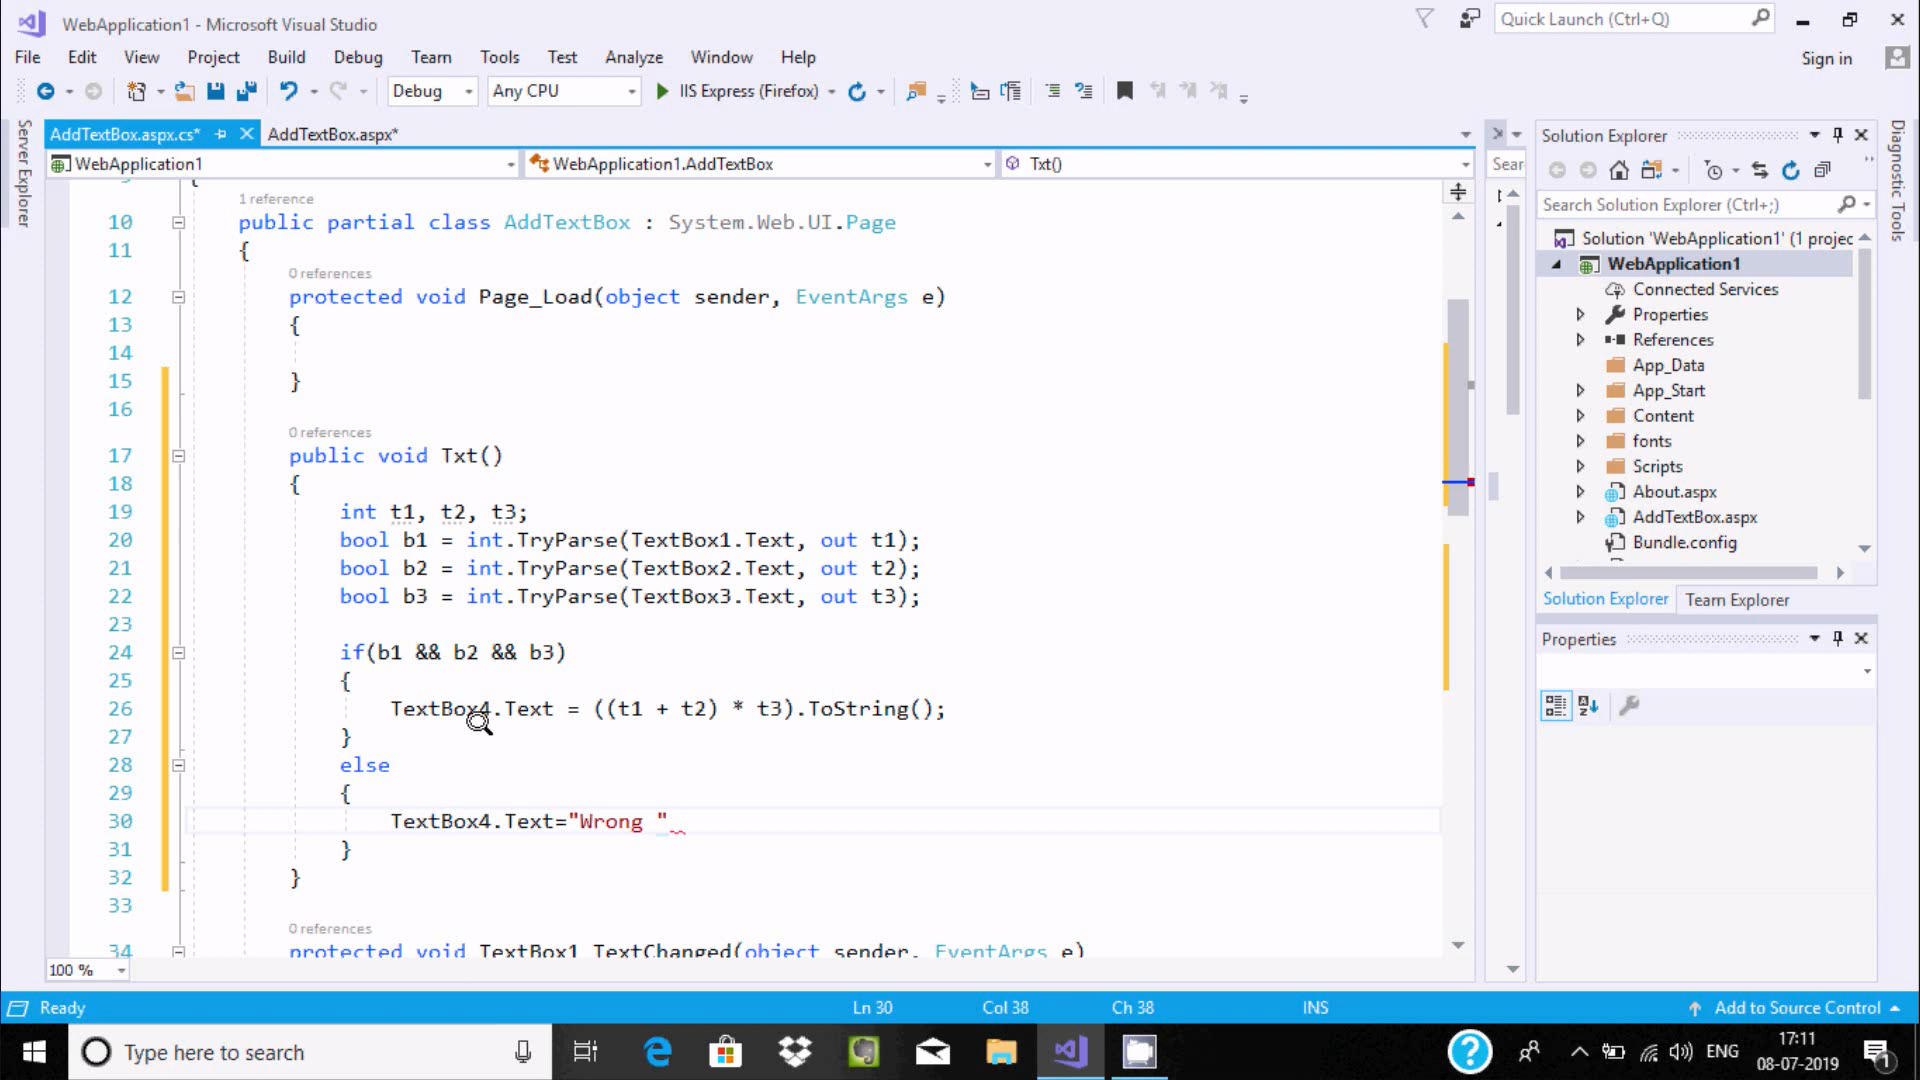 WebApplication1 - Microsoft Visual Studio
Quick Launch (Ctrl+Q)
File Edit View Project Build Debug Team Tools Test Analyze Window Help
Sign in
Debug Any CPU IIS Express (Firefox)
Server Explorer
AddTextBox.aspx.cs* AddTextBox.aspx*
WebApplication1 WebApplication1.AddTextBox Txt()
1 reference
10 public partial class AddTextBox : System.Web.UI.Page
11 {
0 references
12 protected void Page_Load(object sender, EventArgs e)
13 {
14
15 }
16
0 references
17 public void Txt()
18 {
19 int t1, t2, t3;
20 bool b1 = int.TryParse(TextBox1.Text, out t1);
21 bool b2 = int.TryParse(TextBox2.Text, out t2);
22 bool b3 = int.TryParse(TextBox3.Text, out t3);
23
24 if(b1 && b2 && b3)
25 {
26 TextBox4.Text = ((t1 + t2) * t3).ToString();
27 }
28 else
29 {
30 TextBox4.Text="Wrong "
31 }
32 }
33
0 references
34 protected void TextBox1_TextChanged(object sender, EventArgs e)
100 %
Sear
Solution Explorer
Search Solution Explorer (Ctrl+;)
Solution 'WebApplication1' (1 projec
WebApplication1
Connected Services
Properties
References
App_Data
App_Start
Content
fonts
Scripts
About.aspx
AddTextBox.aspx
Bundle.config
Solution Explorer Team Explorer
Properties
Diagnostic Tools
Ready Ln 30 Col 38 Ch 38 INS Add to Source Control
Type here to search
ENG
17:11
08-07-2019
1